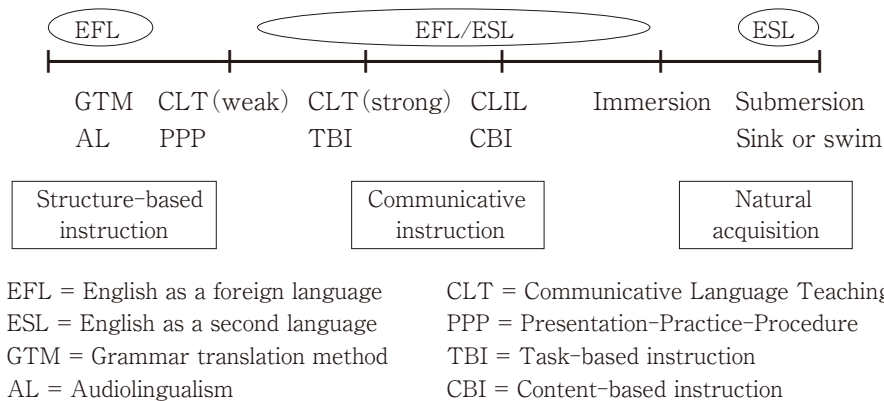 EFL EFL/ESL ESL
GTM CLT(weak) CLT(strong) CLIL Immersion Submersion
AL PPP TBI CBI Sink or swim
Structure-based Communicative Natural
instruction instruction acquisition
EFL = English as a foreign language CLT = Communicative Language Teaching
ESL = English as a second language PPP = Presentation-Practice-Procedure
GTM = Grammar translation method TBI = Task-based instruction
AL = Audiolingualism CBI = Content-based instruction